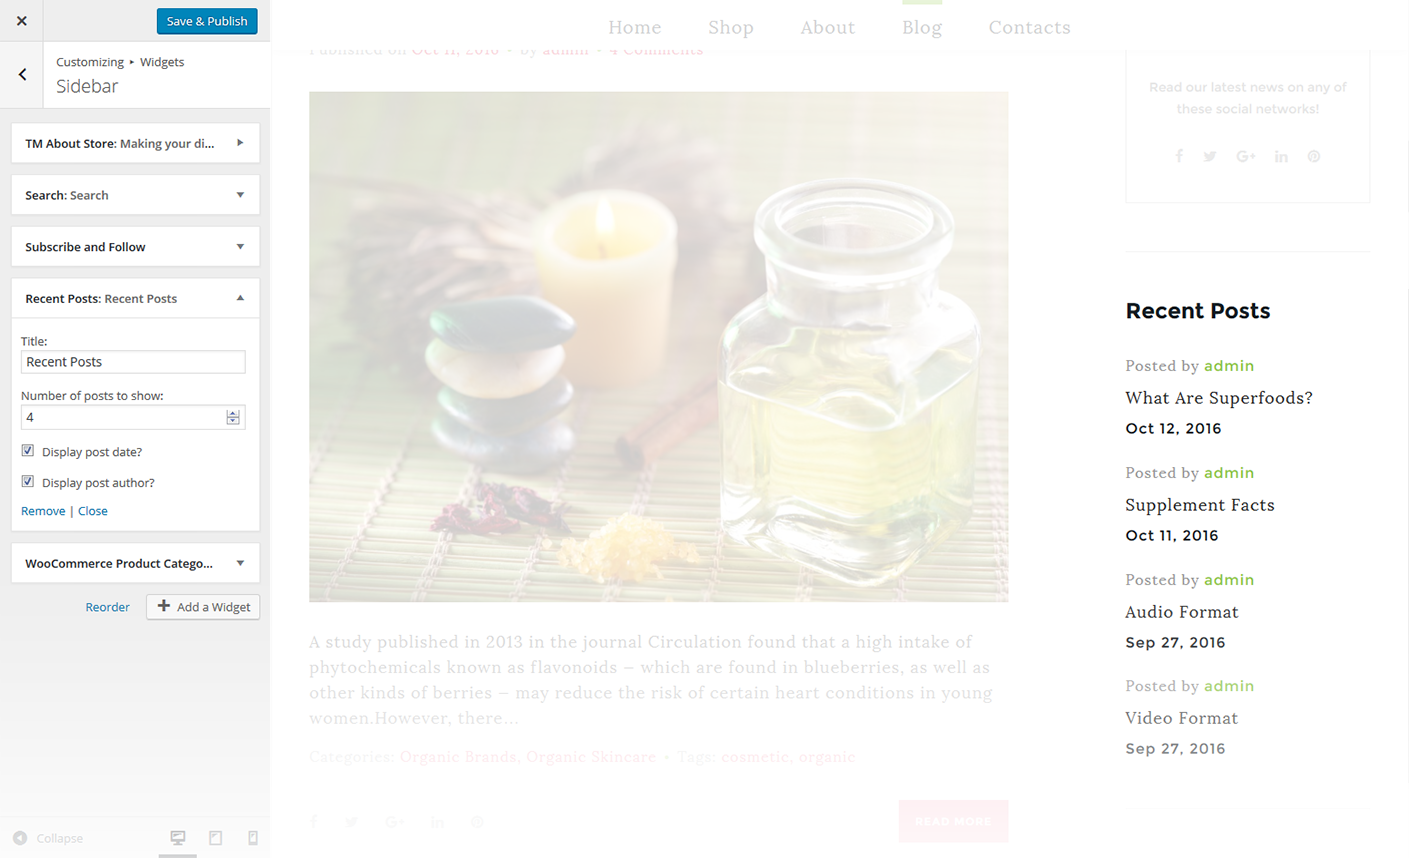 Save & Publish
Customizing ▸ Widgets
Sidebar
TM About Store: Making your di...
Search: Search
Subscribe and Follow
Recent Posts: Recent Posts
Title:
Recent Posts
Number of posts to show:
4
Display post date?
Display post author?
Remove | Close
WooCommerce Product Catego...
Reorder
Add a Widget
Collapse
Home Shop About Blog Contacts
Published on Oct 11, 2016 • by admin • 4 Comments
A study published in 2013 in the journal Circulation found that a high intake of
phytochemicals known as flavonoids – which are found in blueberries, as well as
other kinds of berries – may reduce the risk of certain heart conditions in young
women.However, there...
Categories: Organic Brands, Organic Skincare • Tags: cosmetic, organic
READ MORE
Read our latest news on any of
these social networks!
Recent Posts
Posted by admin
What Are Superfoods?
Oct 12, 2016
Posted by admin
Supplement Facts
Oct 11, 2016
Posted by admin
Audio Format
Sep 27, 2016
Posted by admin
Video Format
Sep 27, 2016